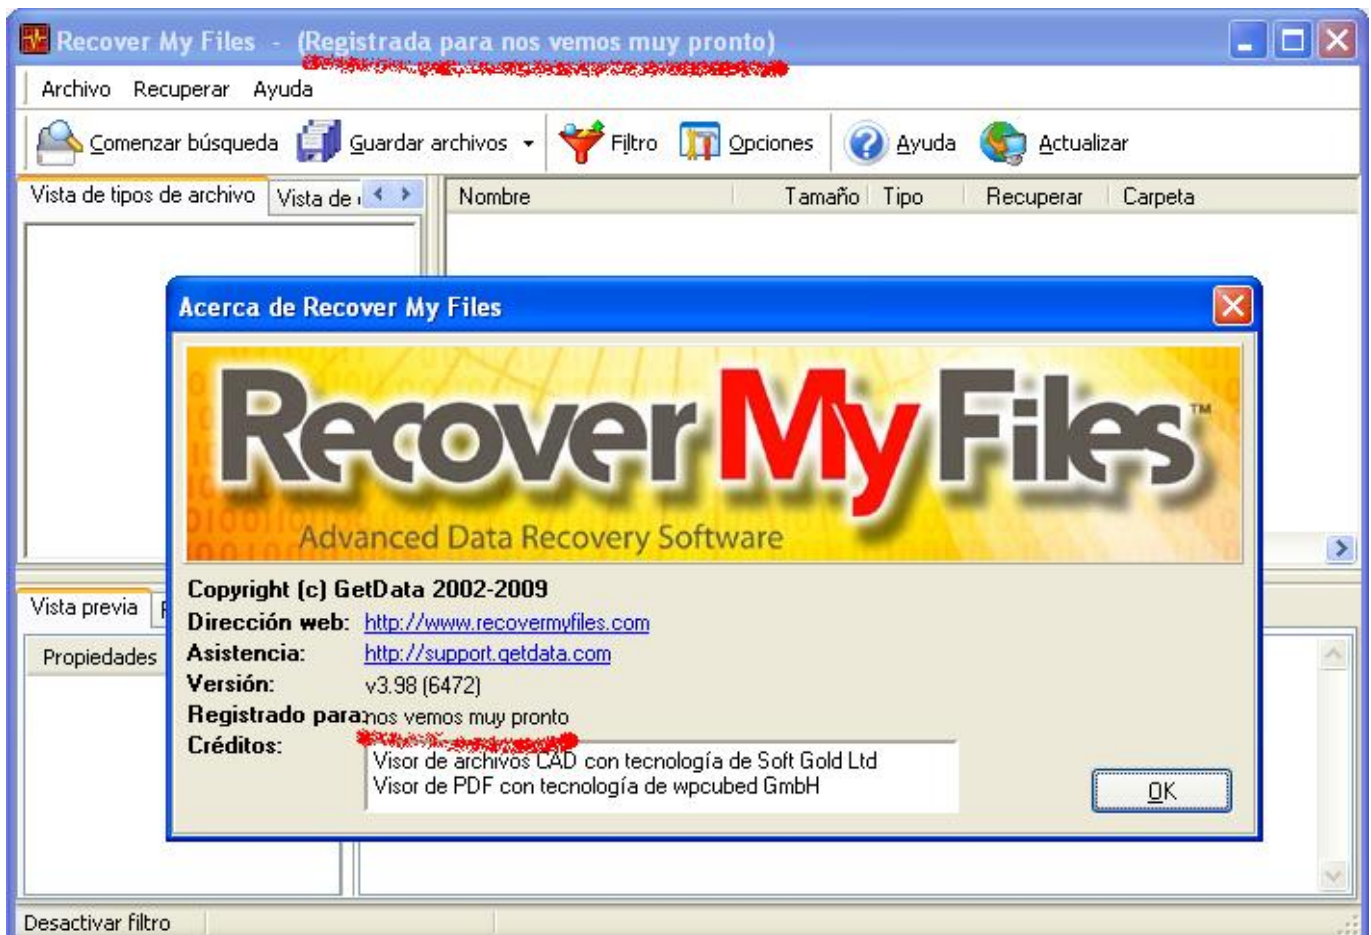 Recover My Files - (Registrada para nos vemos muy pronto)
Archivo Recuperar Ayuda
Comenzar búsqueda Guardar archivos Filtro Opciones Ayuda Actualizar
Vista de tipos de archivo Vista de
Nombre Tamaño Tipo Recuperar Carpeta
Acerca de Recover My Files
Recover My Files™
Advanced Data Recovery Software
Copyright (c) GetData 2002-2009
Dirección web: http://www.recovermyfiles.com
Asistencia: http://support.getdata.com
Versión: v3.98 (6472)
Registrado para: nos vemos muy pronto
Créditos:
Visor de archivos CAD con tecnología de Soft Gold Ltd
Visor de PDF con tecnología de wpcubed GmbH
OK
Vista previa
Propiedades
Desactivar filtro